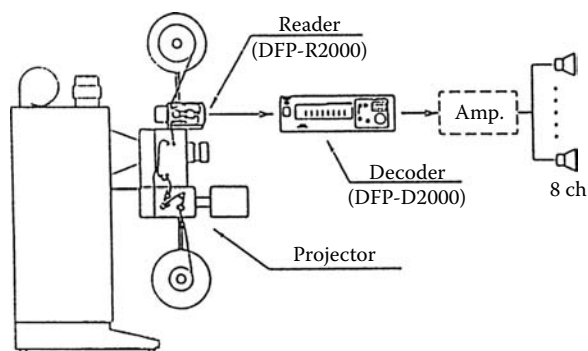 Reader
(DFP-R2000)
Amp.
Decoder
(DFP-D2000)
8 ch
Projector